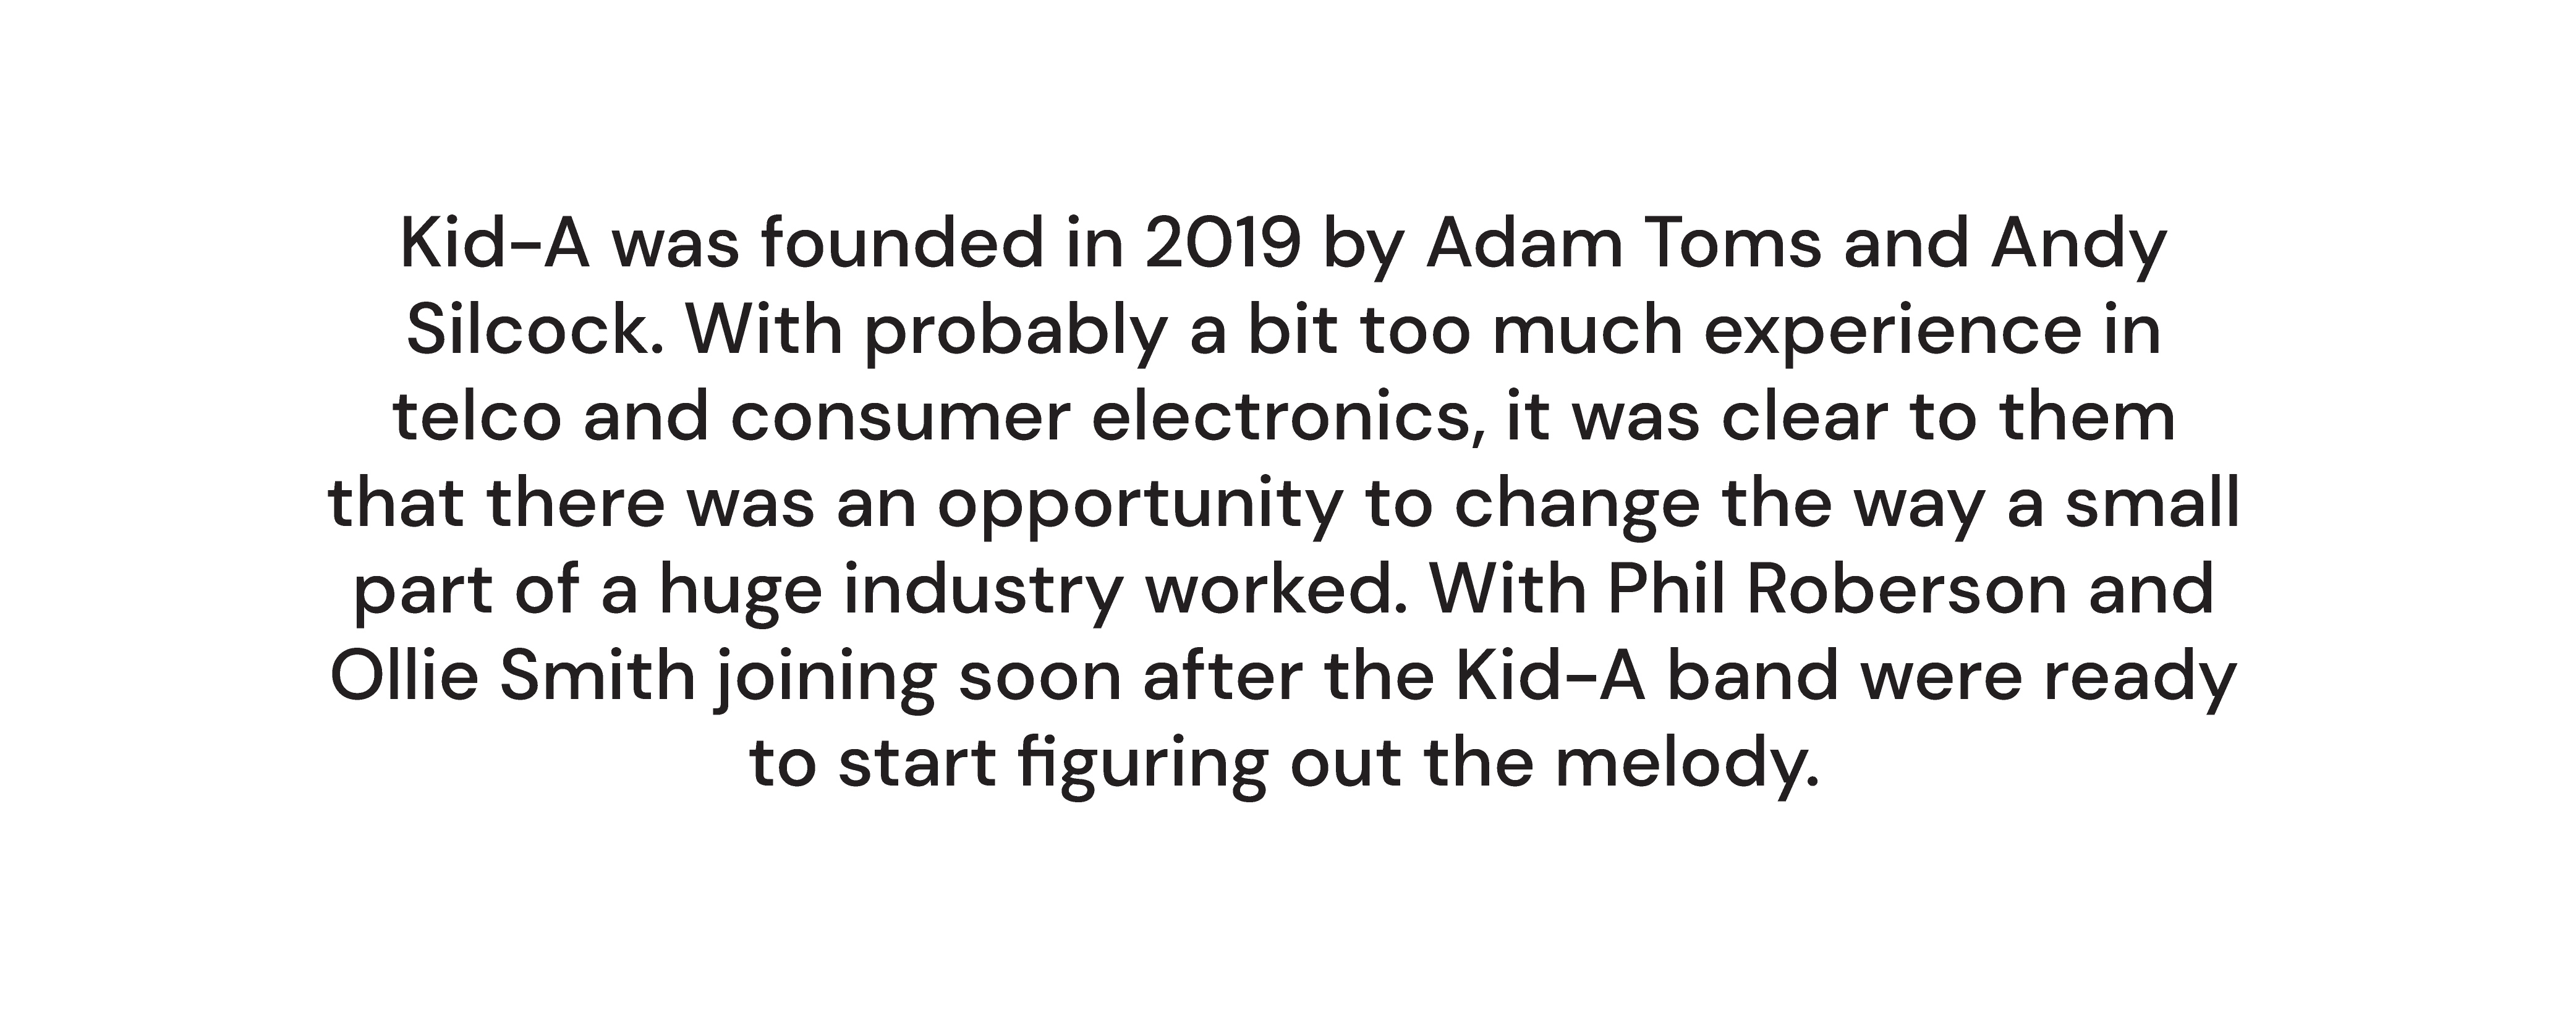 Kid-A was founded in 2019 by Adam Toms and Andy
Silcock. With probably a bit too much experience in
telco and consumer electronics, it was clear to them
that there was an opportunity to change the way a small
part of a huge industry worked. With Phil Roberson and
Ollie Smith joining soon after the Kid-A band were ready
to start figuring out the melody.